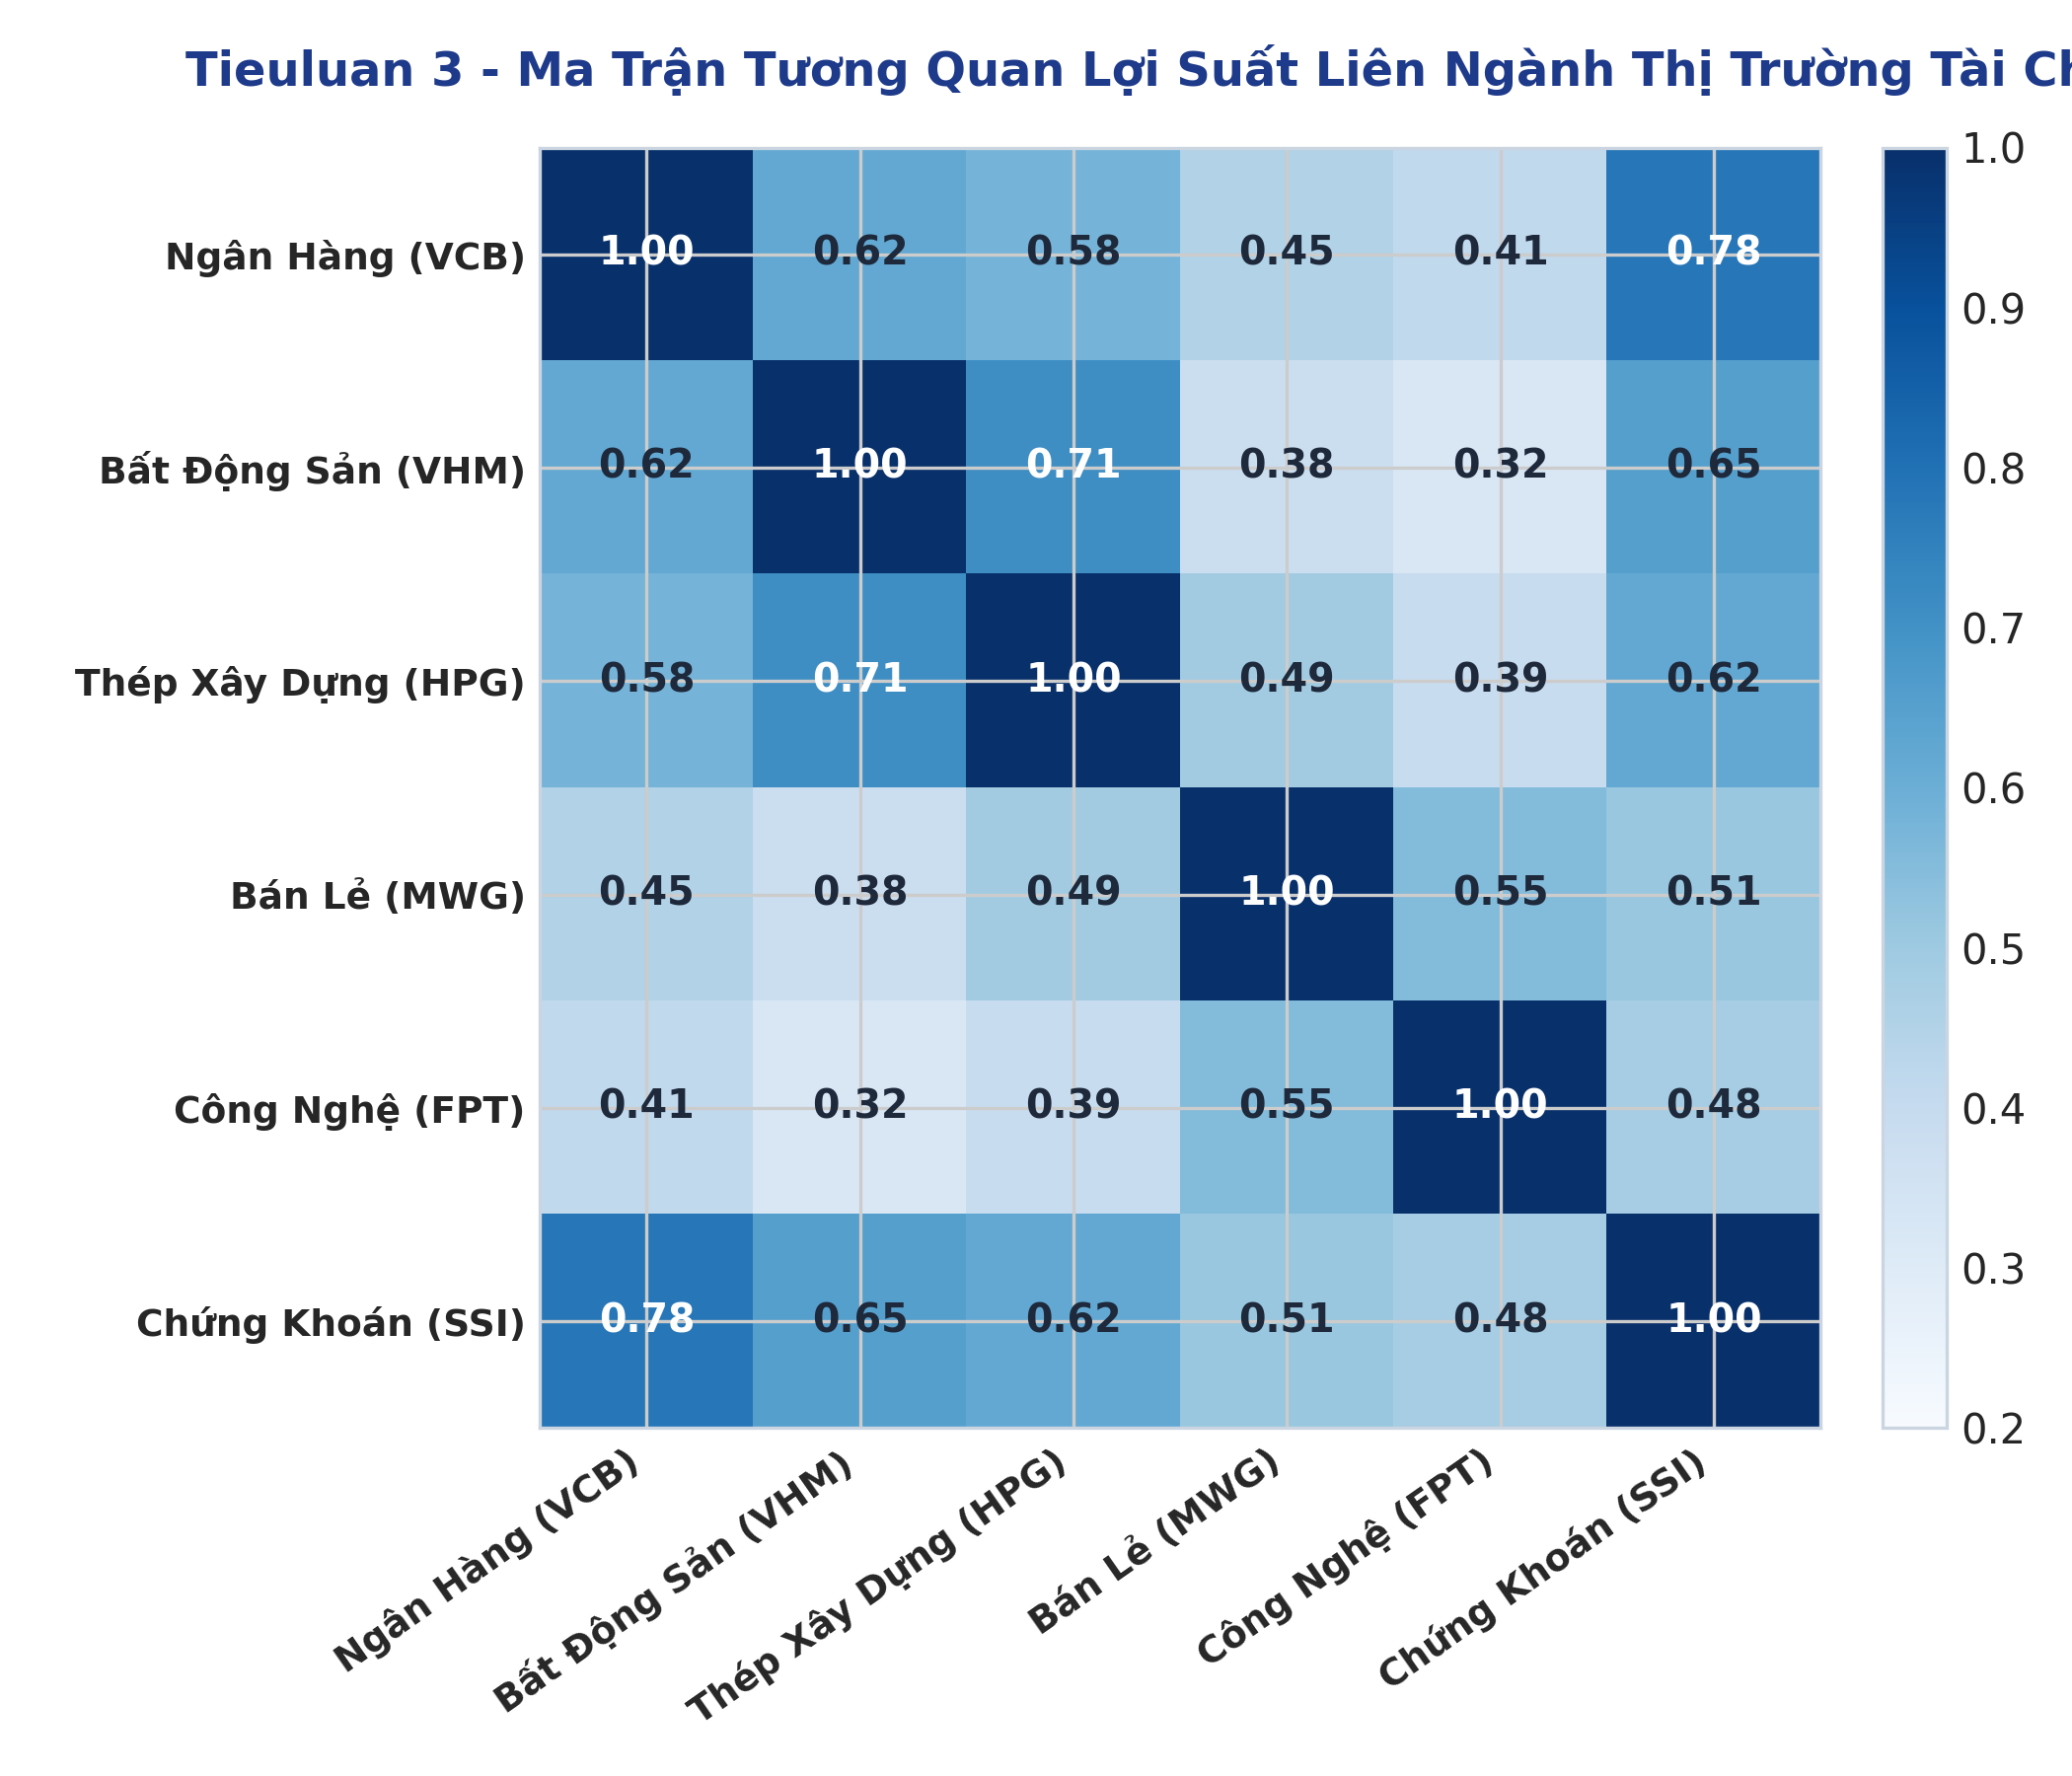 Tieuluan 3 - Ma Trận Tương Quan Lợi Suất Liên Ngành Thị Trường Tài
1.0
Ngân Hàng (VCB) 1.00 0.62 0.58 0.45 0.41 0.78
0.9
Bất Động Sản (VHM) 0.62 1.00 0.71 0.38 0.32 0.65 0.8
0.7
Thép Xây Dựng (HPG) 0.58 0.71 1.00 0.49 0.39 0.62
0.6
Bán Lẻ (MWG) 0.45 0.38 0.49 1.00 0.55 0.51
0.5
Công Nghệ (FPT) 0.41 0.32 0.39 0.55 1.00 0.48 0.4
0.3
Chứng Khoán (SSI) 0.78 0.65 0.62 0.51 0.48 1.00
0.2
Ngân Hàng (VCB)
Bất Động Sản (VHM)
Thép Xây Dựng (HPG)
Bán Lẻ (MWG)
Công Nghệ (FPT)
Chứng Khoán (SSI)